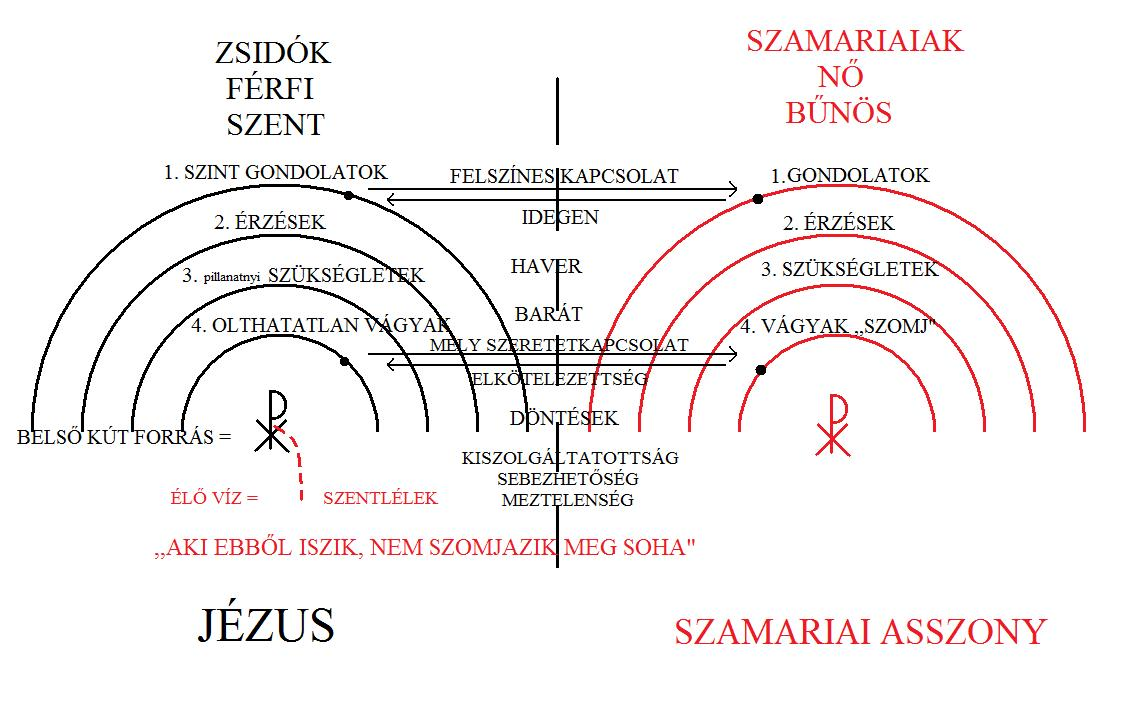 ZSIDÓK
FÉRFI
SZENT
SZAMARIAIAK
NŐ
BŰNÖS
1. SZINT GONDOLATOK
FELSZÍNES KAPCSOLAT
1.GONDOLATOK
IDEGEN
2. ÉRZÉSEK
2. ÉRZÉSEK
HAVER
3. pillanatnyi SZÜKSÉGLETEK
3. SZÜKSÉGLETEK
BARÁT
4. OLTHATATLAN VÁGYAK
4. VÁGYAK ,,SZOMJ"
MÉLY SZERETETKAPCSOLAT
ELKÖTELEZETTSÉG
DÖNTÉSEK
BELSŐ KÚT FORRÁS =
KISZOLGÁLTATOTTSÁG
SEBEZHETŐSÉG
MEZTELENSÉG
ÉLŐ VÍZ = SZENTLÉLEK
,,AKI EBBŐL ISZIK, NEM SZOMJAZIK MEG SOHA"
JÉZUS
SZAMARIAI ASSZONY